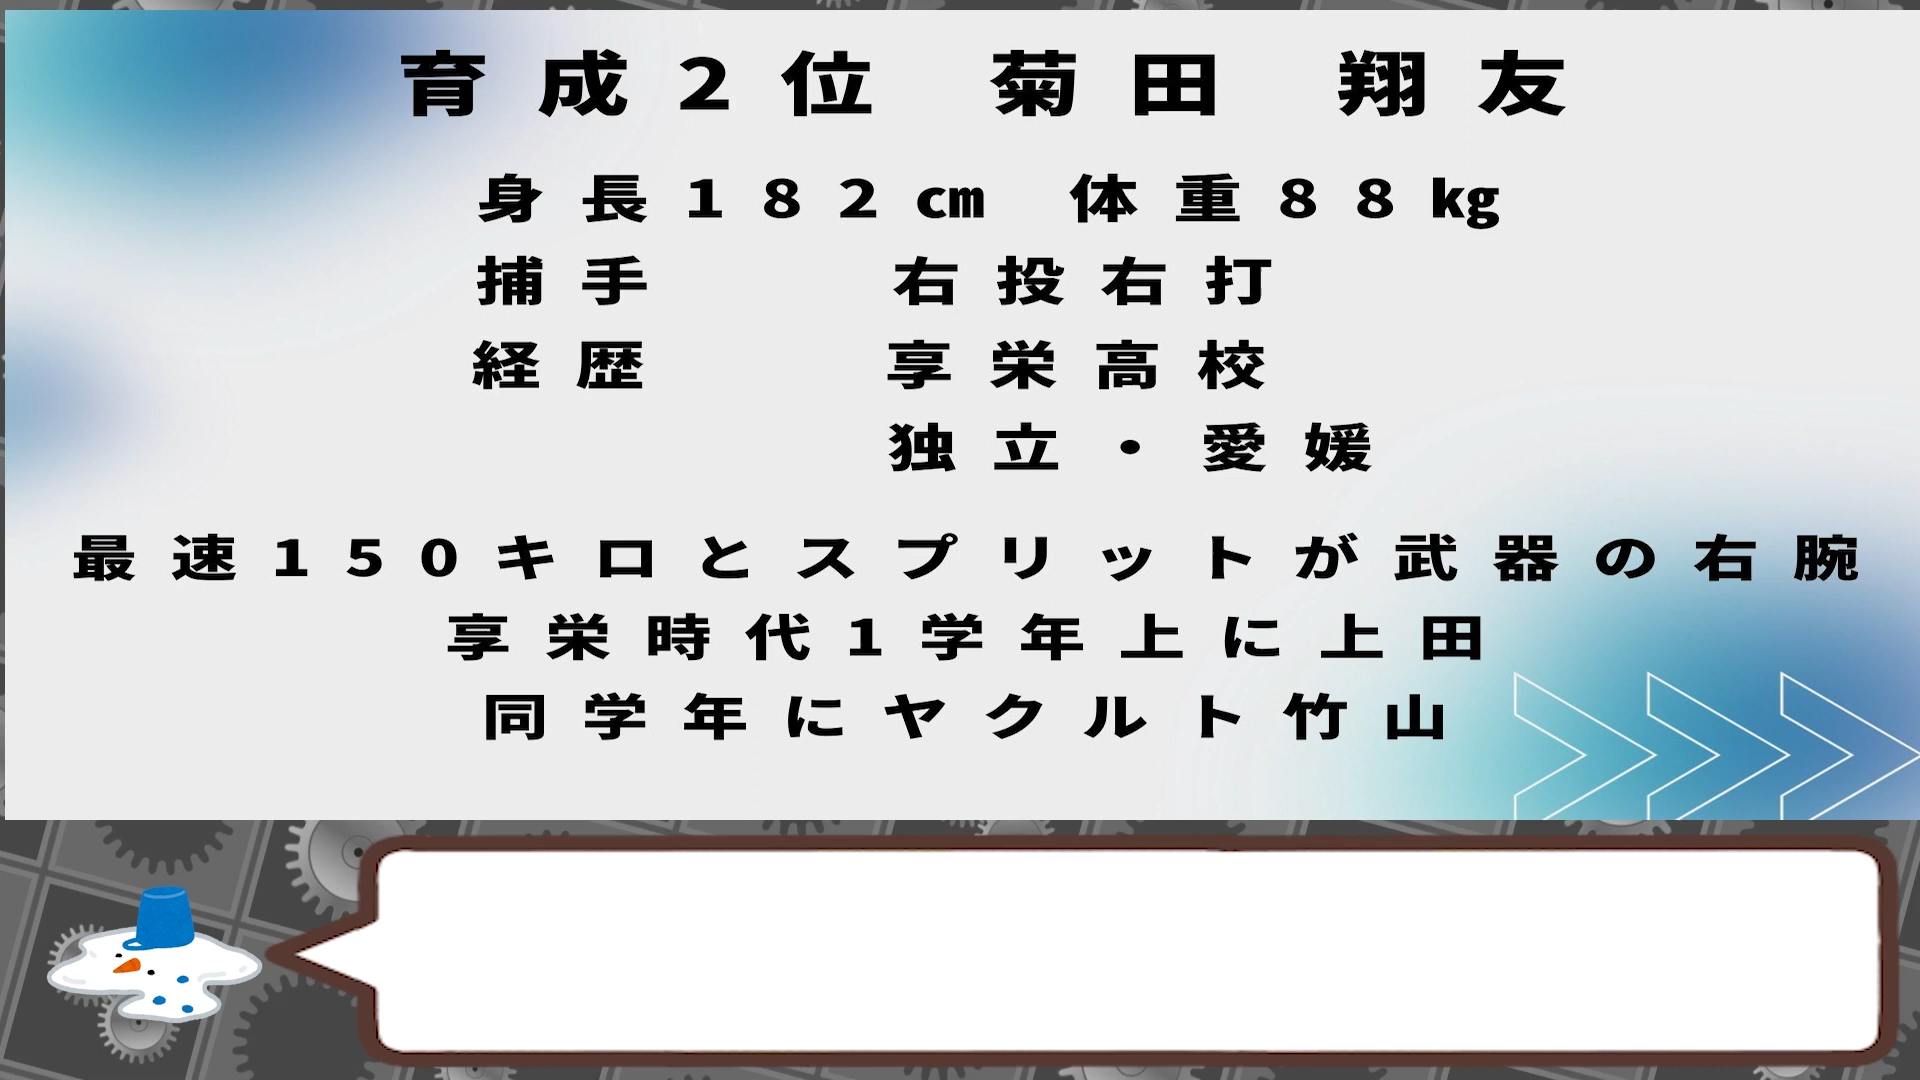 育成2位 菊田 翔友
身長182cm 体重88kg
捕手 右投右打
経歴 享栄高校
独立・愛媛
最速150キロとスプリットが武器の右腕
享栄時代1学年上に上田
同学年にヤクルト竹山